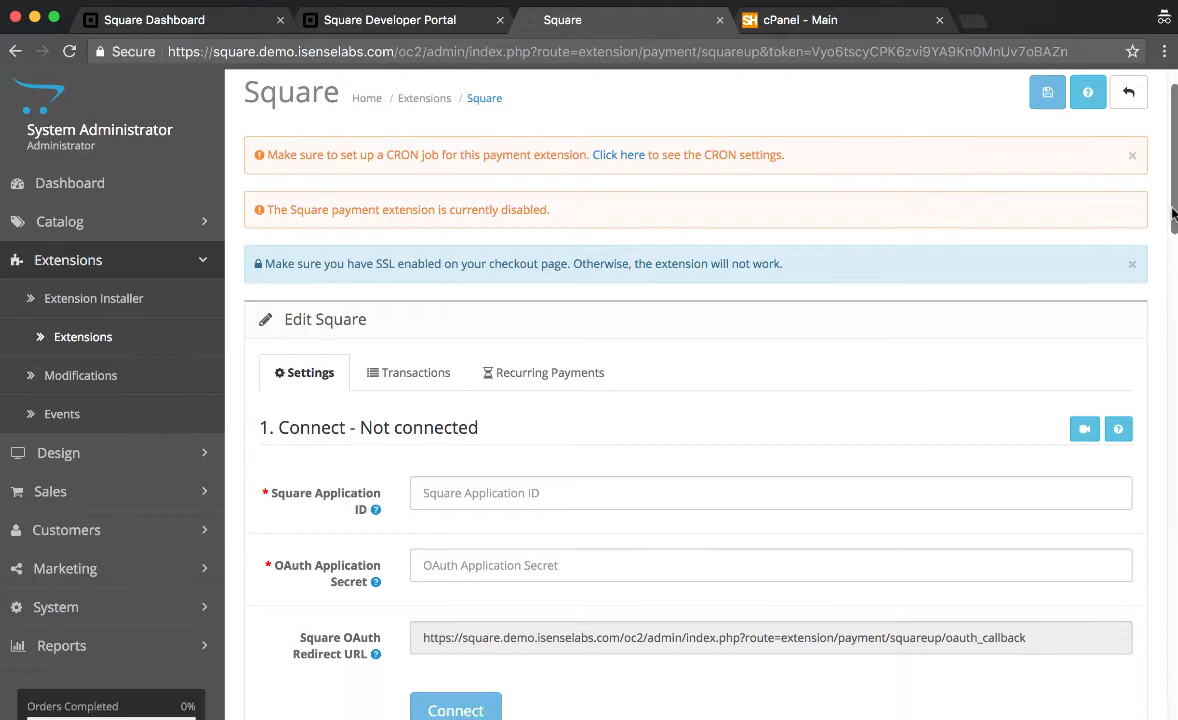 Square Dashboard
Square Developer Portal
Square
SH cPanel - Main
Secure https://square.demo.isenselabs.com/oc2/admin/index.php?route=extension/payment/squareup&token=Vyo6tscyCPK6zvi9YA9Kn0MnUv7oBAZn
System Administrator
Administrator
Dashboard
Catalog
Extensions
Extension Installer
Extensions
Modifications
Events
Design
Sales
Customers
Marketing
System
Reports
Orders Completed 0%
Square Home / Extensions / Square
Make sure to set up a CRON job for this payment extension. Click here to see the CRON settings.
The Square payment extension is currently disabled.
Make sure you have SSL enabled on your checkout page. Otherwise, the extension will not work.
Edit Square
Settings Transactions Recurring Payments
1. Connect - Not connected
* Square Application
ID
Square Application ID
* OAuth Application
Secret
OAuth Application Secret
Square OAuth
Redirect URL
https://square.demo.isenselabs.com/oc2/admin/index.php?route=extension/payment/squareup/oauth_callback
Connect